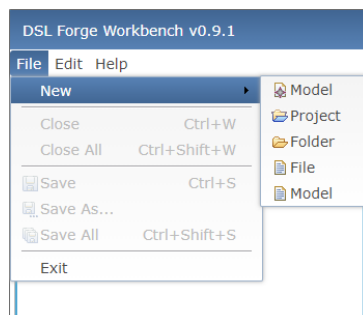 DSL Forge Workbench v0.9.1
File Edit Help
New
Close Ctrl+W
Close All Ctrl+Shift+W
Save Ctrl+S
Save As...
Save All Ctrl+Shift+S
Exit
Model
Project
Folder
File
Model